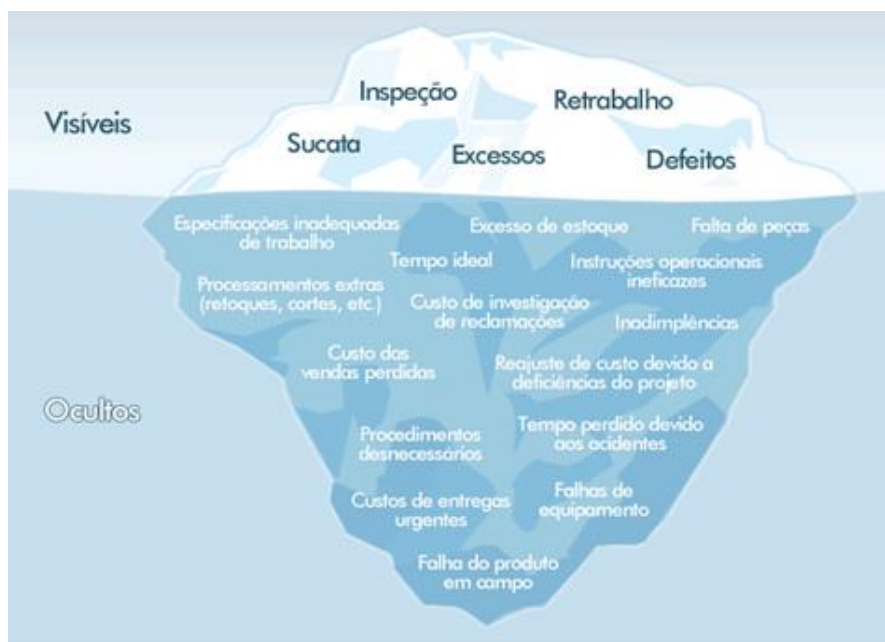 Visíveis
Inspeção
Retrabalho
Sucata
Excessos
Defeitos
Especificações inadequadas
de trabalho
Excesso de estoque
Falta de peças
Tempo ideal
Instruções operacionais
ineficazes
Processamentos extras
(retoques, cortes, etc.)
Custo de investigação
de reclamações
Inadimplências
Custo das
vendas perdidas
Reajuste de custo devido a
deficiências do projeto
Ocultos
Procedimentos
desnecessários
Tempo perdido devido
aos acidentes
Custos de entregas
urgentes
Falhas de
equipamento
Falha do produto
em campo